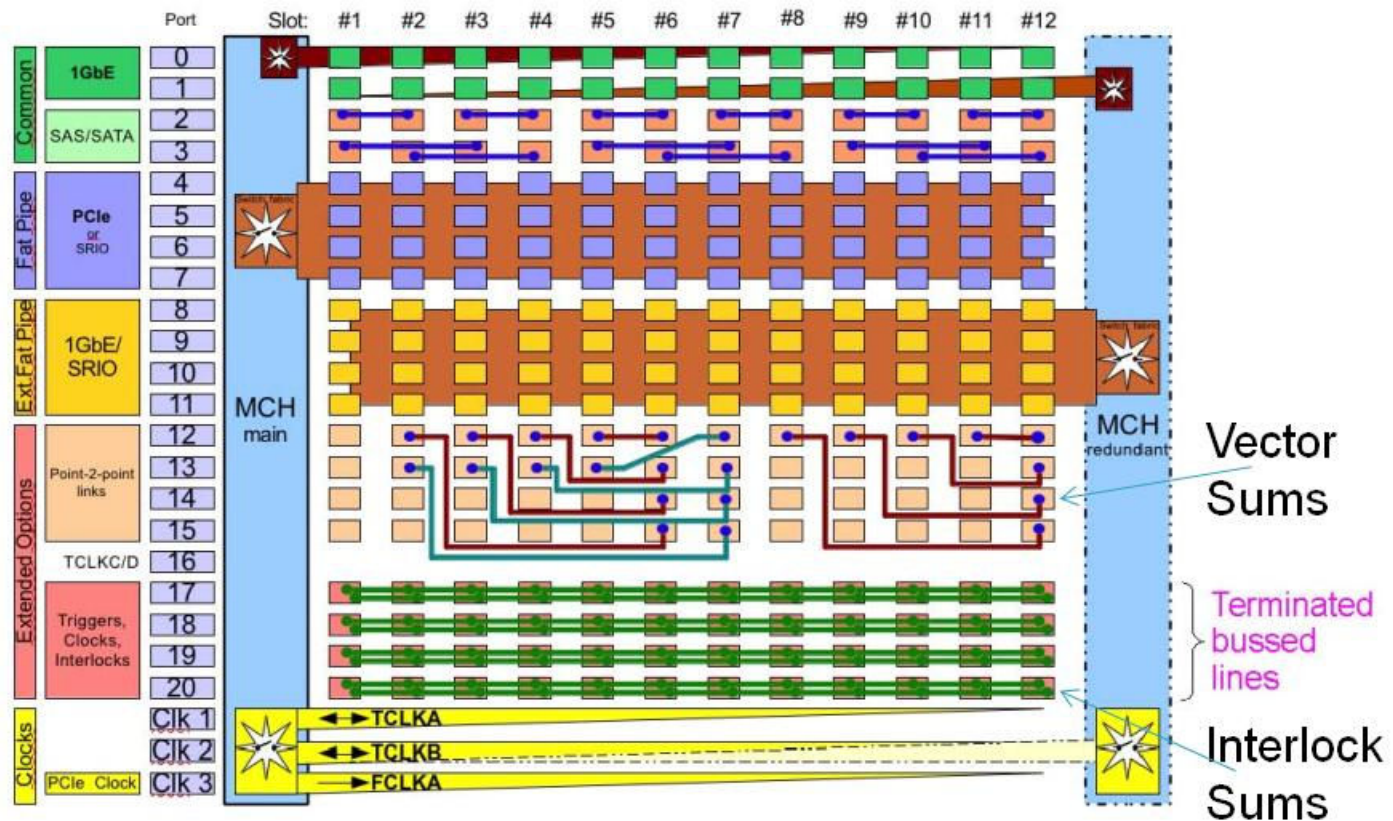 Port Slot: #1 #2 #3 #4 #5 #6 #7 #8 #9 #10 #11 #12
Common
1GbE
0
1
SAS/SATA
2
3
Fat Pipe
PCIe
or
SRIO
4
5
6
7
Switch fabric
Ext.Fat Pipe
1GbE/
SRIO
8
9
10
11
Switch fabric
MCH
main
MCH
redundant
Extended Options
Point-2-point
links
12
13
14
15
Vector
Sums
TCLKC/D
16
Triggers,
Clocks,
Interlocks
17
18
19
20
Terminated
bussed
lines
Clocks
Clk 1
TCLKA
Clk 2
TCLKB
PCIe Clock
Clk 3
FCLKA
Interlock
Sums